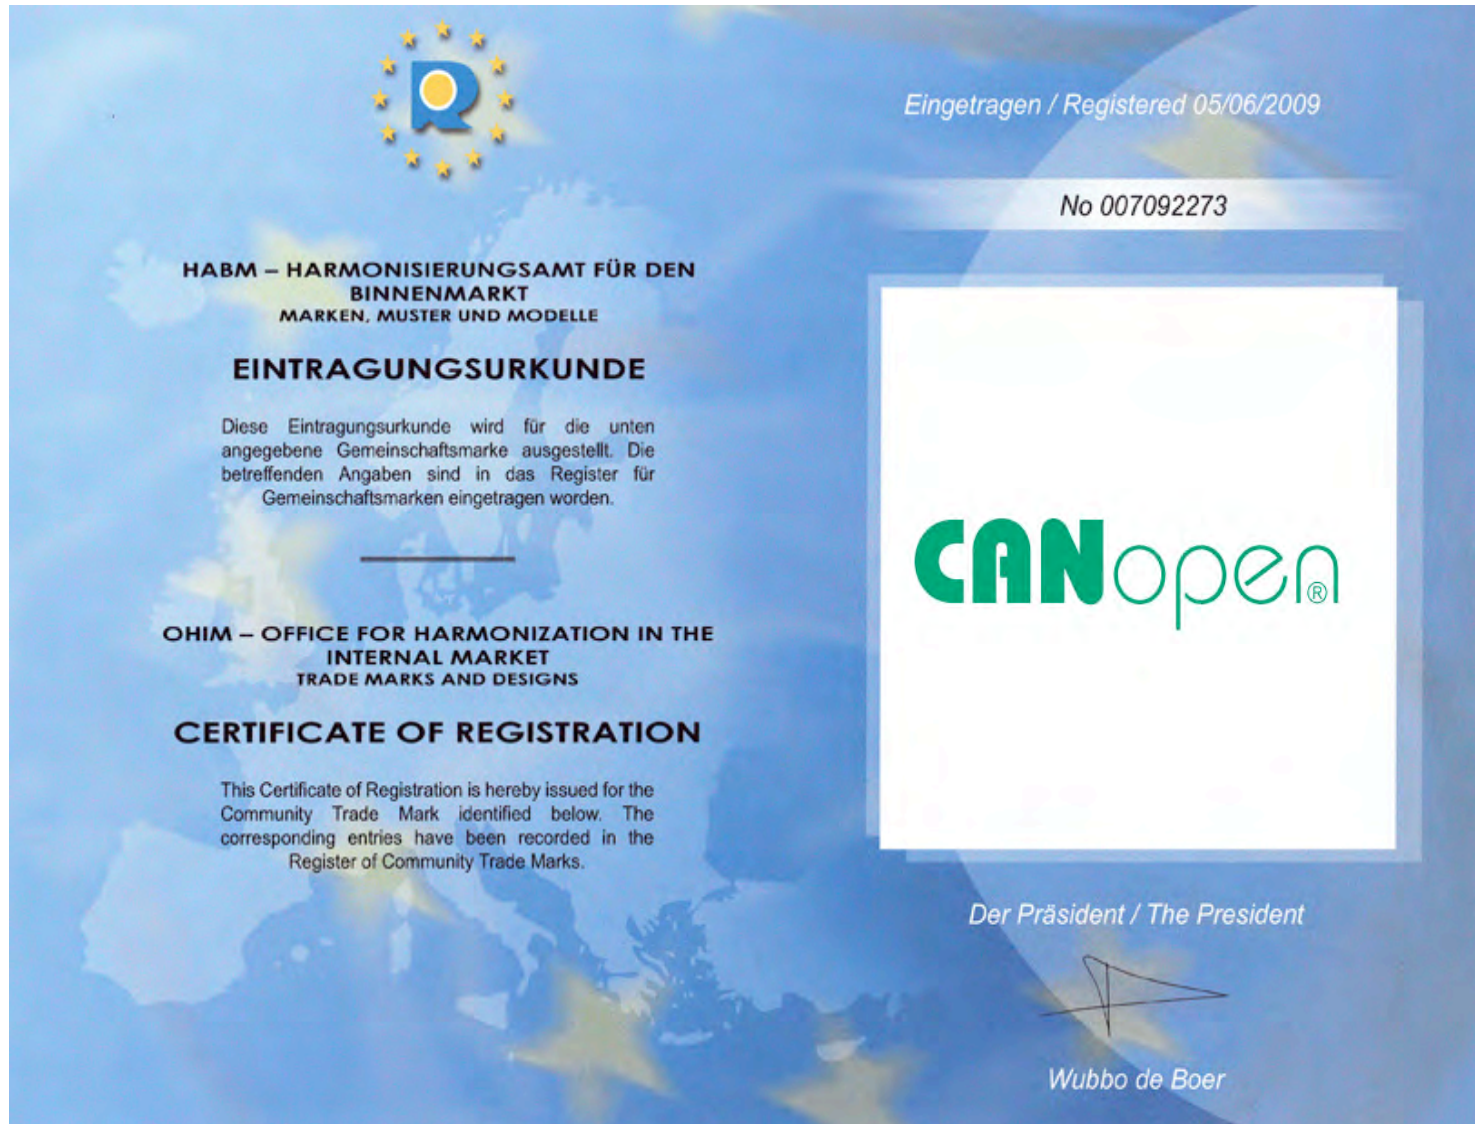 HABM – HARMONISIERUNGSAMT FÜR DEN
BINNENMARKT
MARKEN, MUSTER UND MODELLE
EINTRAGUNGSURKUNDE
Diese Eintragungsurkunde wird für die unten
angegebene Gemeinschaftsmarke ausgestellt. Die
betreffenden Angaben sind in das Register für
Gemeinschaftsmarken eingetragen worden.
OHIM – OFFICE FOR HARMONIZATION IN THE
INTERNAL MARKET
TRADE MARKS AND DESIGNS
CERTIFICATE OF REGISTRATION
This Certificate of Registration is hereby issued for the
Community Trade Mark identified below. The
corresponding entries have been recorded in the
Register of Community Trade Marks.
Eingetragen / Registered 05/06/2009
No 007092273
CANopen®
Der Präsident / The President
Wubbo de Boer